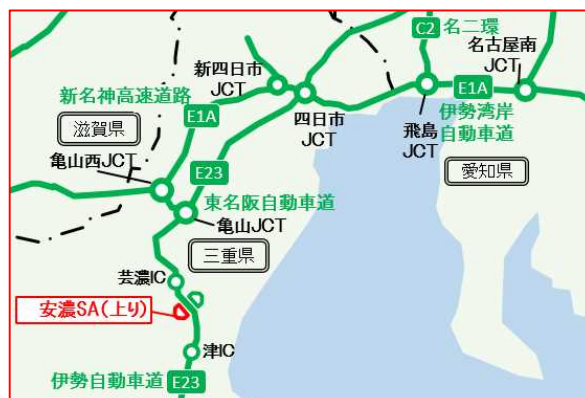 C2
名二環
名古屋南
JCT
新四日市
JCT
新名神高速道路
E1A
E1A
伊勢湾岸
自動車道
四日市
JCT
飛島
JCT
滋賀県
愛知県
亀山西JCT
E23
東名阪自動車道
亀山JCT
三重県
芸濃IC
安濃SA(上り)
津IC
伊勢自動車道
E23